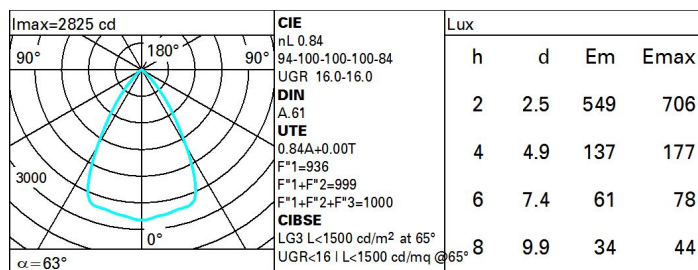 Imax=2825 cd
90°
180°
90°
3000
0°
α=63°
CIE
nL 0.84
94-100-100-100-84
UGR 16.0-16.0
DIN
A.61
UTE
0.84A+0.00T
F"1=936
F"1+F"2=999
F"1+F"2+F"3=1000
CIBSE
LG3 L<1500 cd/m² at 65°
UGR<16 | L<1500 cd/mq @65°
Lux
h d Em Emax
2 2.5 549 706
4 4.9 137 177
6 7.4 61 78
8 9.9 34 44